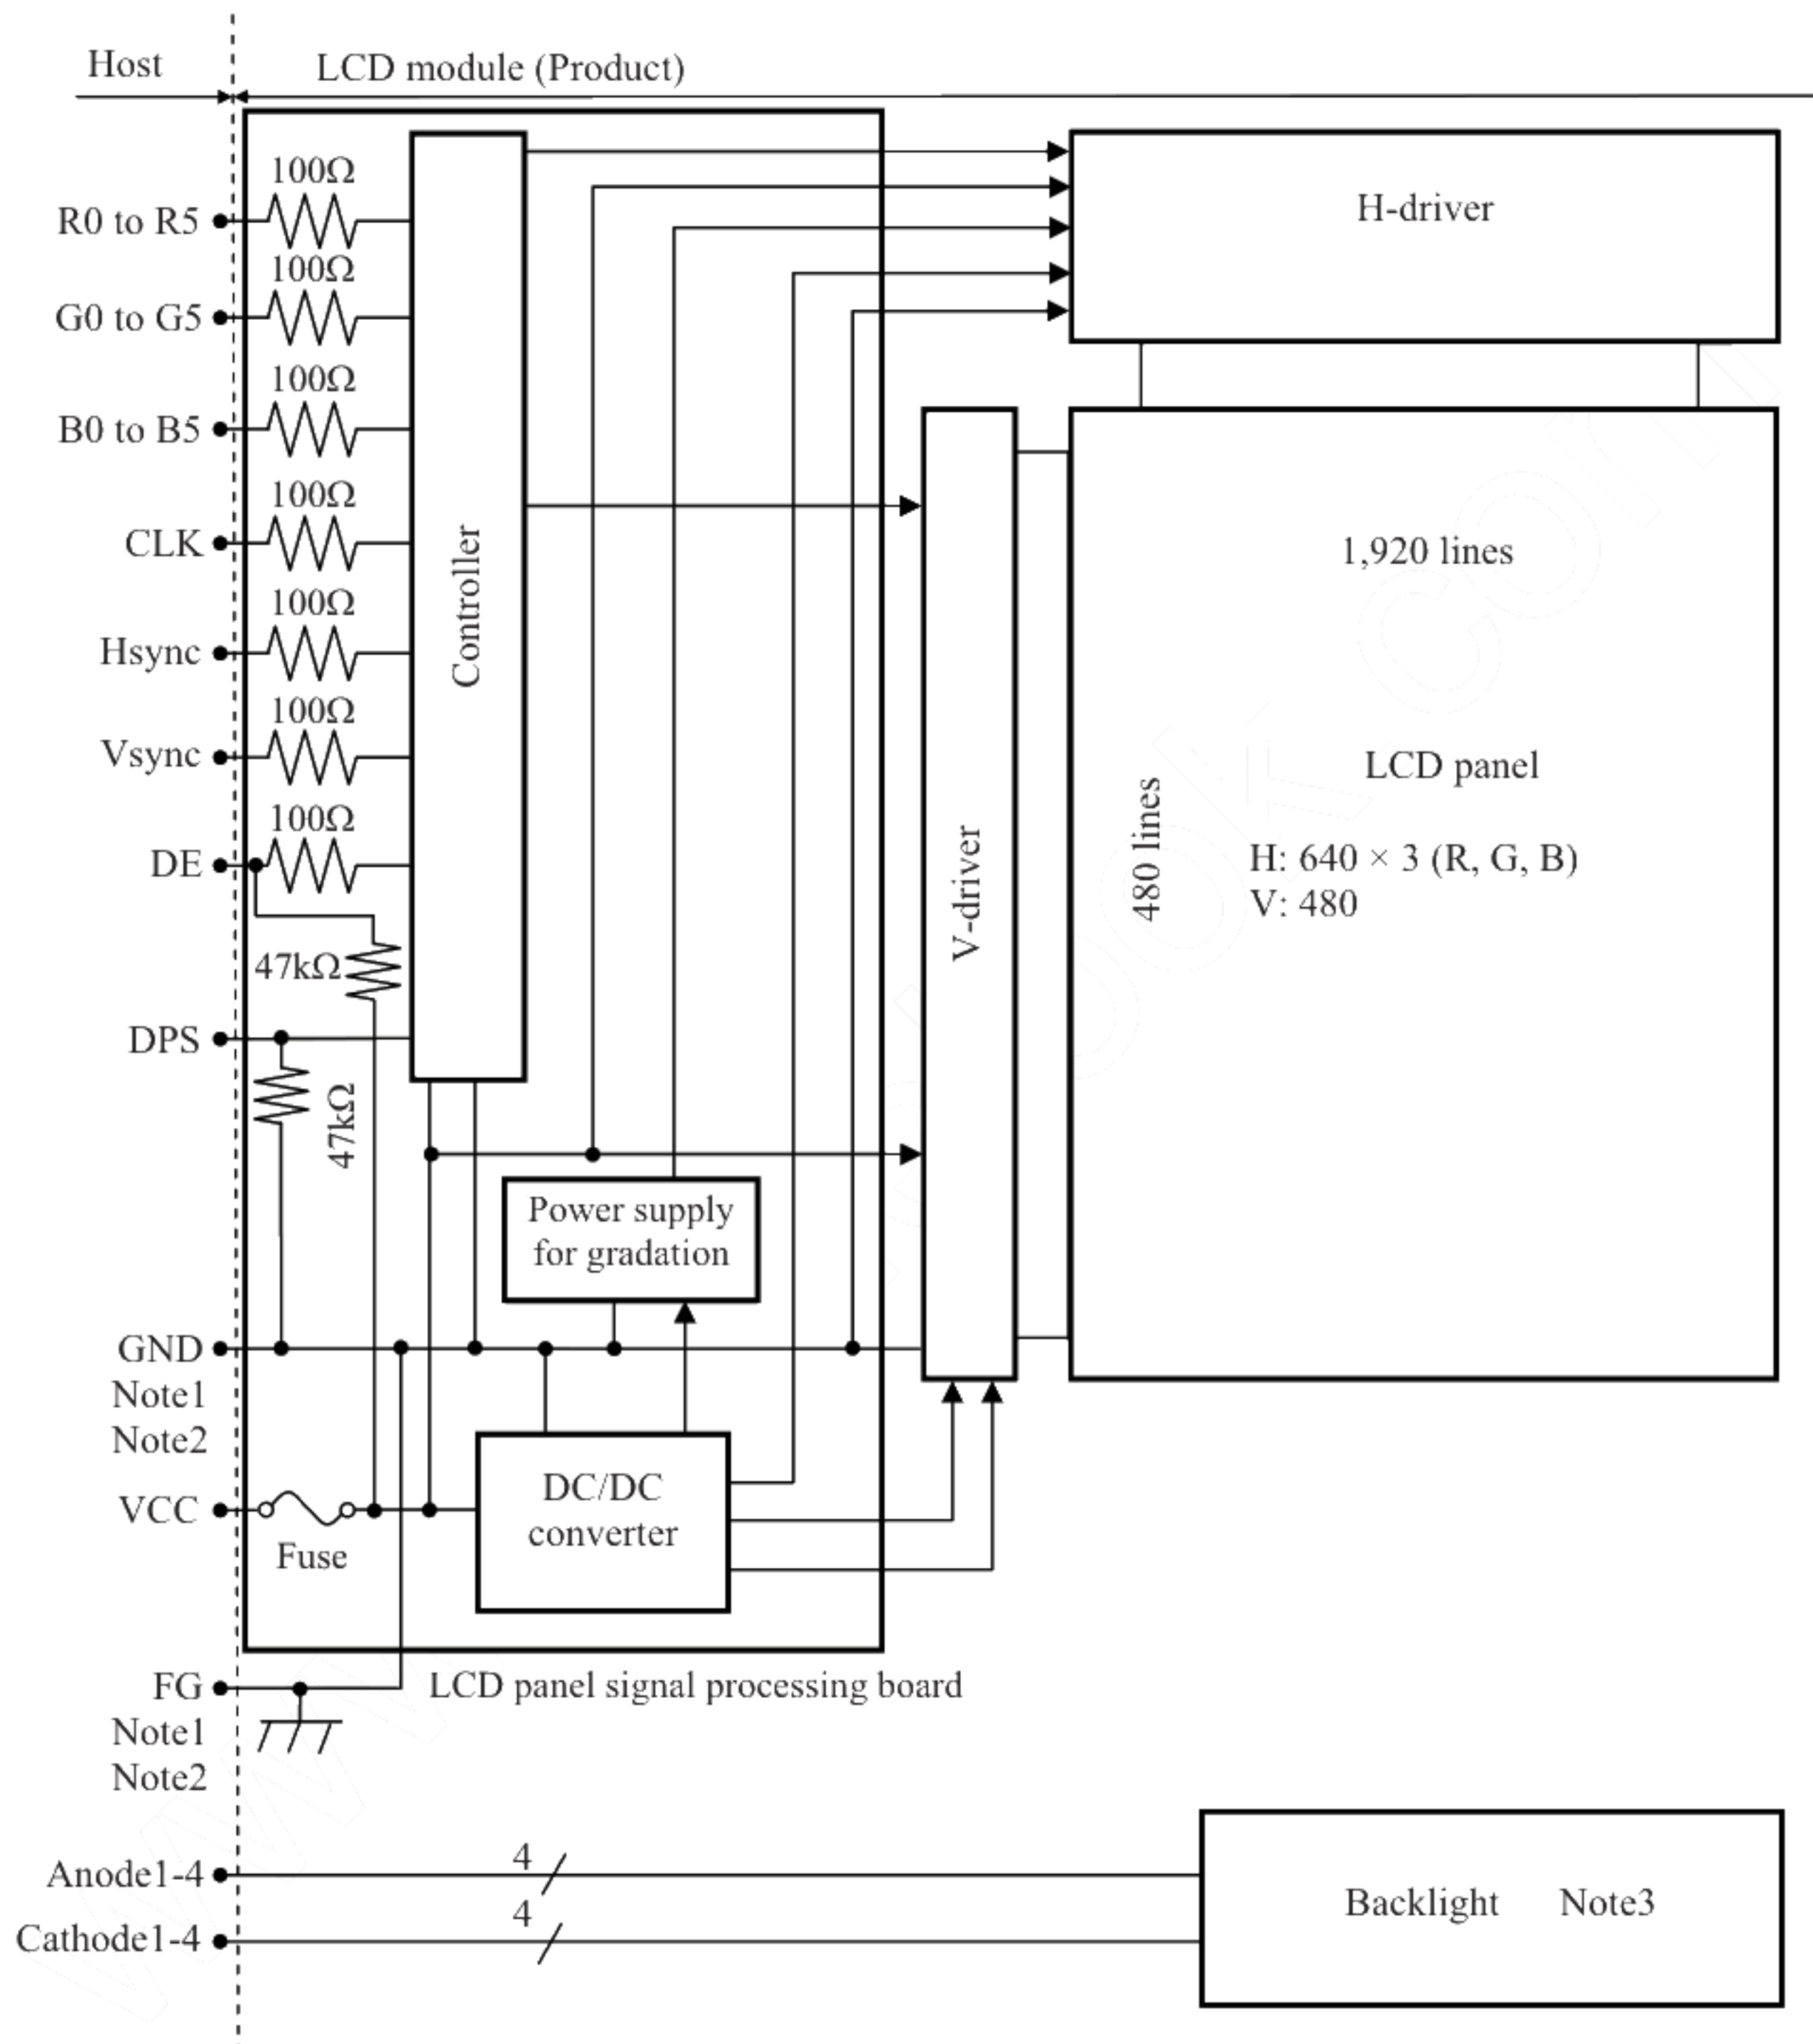 Host
LCD module (Product)
100Ω
R0 to R5
100Ω
G0 to G5
100Ω
B0 to B5
100Ω
CLK
100Ω
Hsync
100Ω
Vsync
100Ω
DE
47kΩ
DPS
47kΩ
GND
Note1
Note2
VCC
Fuse
FG
Note1
Note2
Controller
Power supply
for gradation
DC/DC
converter
LCD panel signal processing board
H-driver
V-driver
1,920 lines
480 lines
LCD panel
H: 640 × 3 (R, G, B)
V: 480
Anode1-4
4
Cathode1-4
4
Backlight Note3